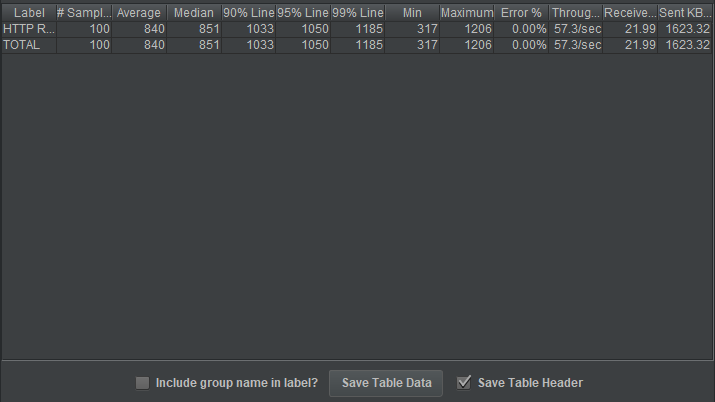 Label # Sampl... Average Median 90% Line 95% Line 99% Line Min Maximum Error % Throug... Receive... Sent KB...
HTTP R... 100 840 851 1033 1050 1185 317 1206 0.00% 57.3/sec 21.99 1623.32
TOTAL 100 840 851 1033 1050 1185 317 1206 0.00% 57.3/sec 21.99 1623.32
Include group name in label? Save Table Data Save Table Header